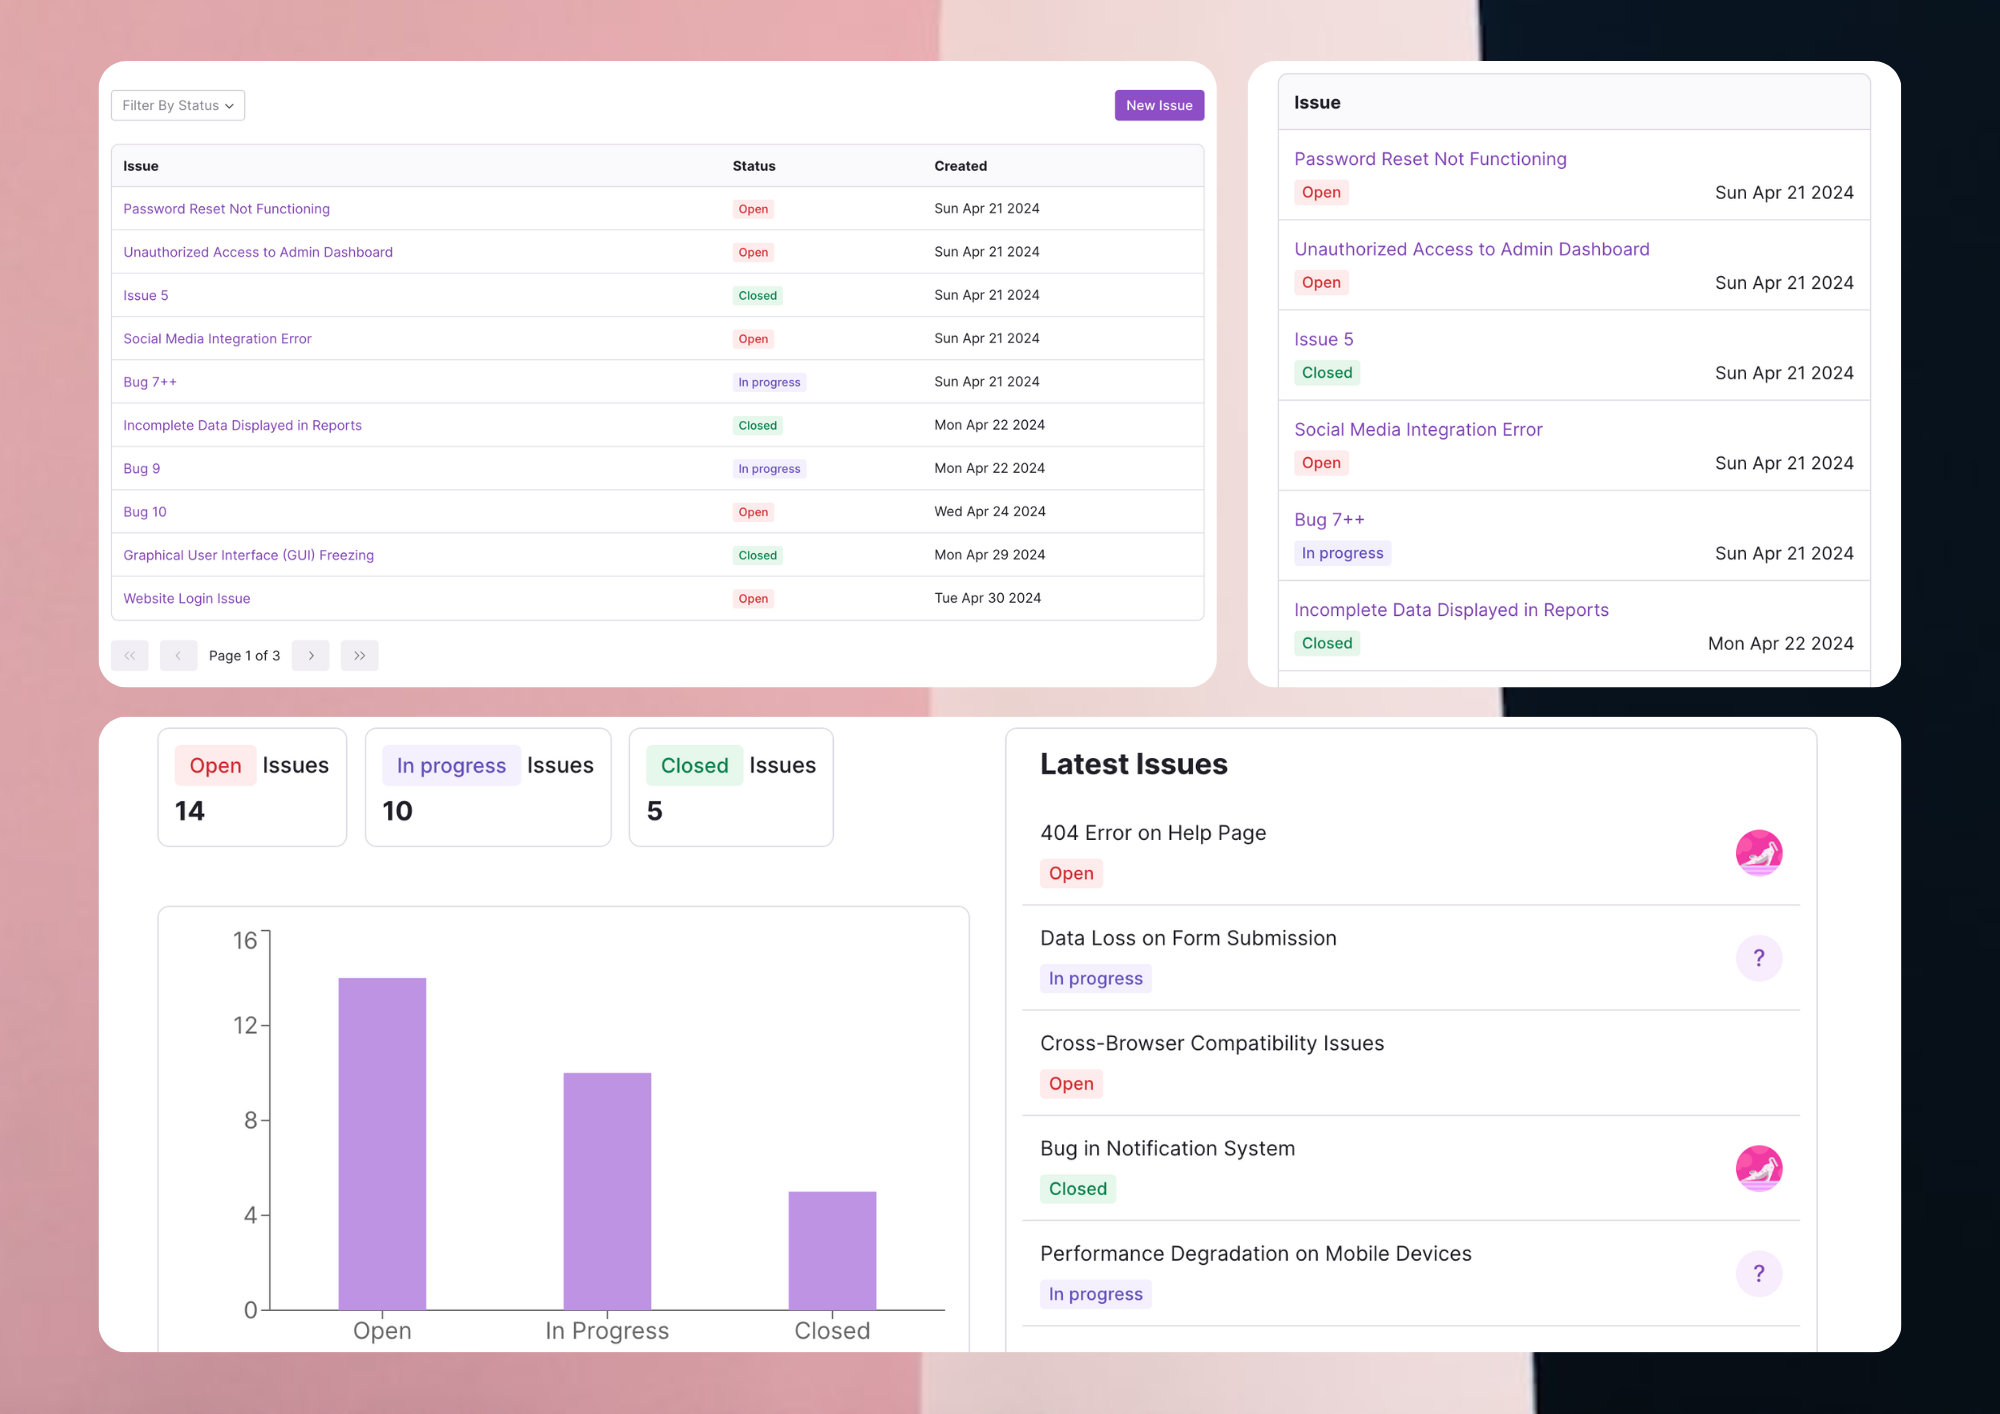 Filter By Status
New Issue
Issue Status Created
Password Reset Not Functioning Open Sun Apr 21 2024
Unauthorized Access to Admin Dashboard Open Sun Apr 21 2024
Issue 5 Closed Sun Apr 21 2024
Social Media Integration Error Open Sun Apr 21 2024
Bug 7++ In progress Sun Apr 21 2024
Incomplete Data Displayed in Reports Closed Mon Apr 22 2024
Bug 9 In progress Mon Apr 22 2024
Bug 10 Open Wed Apr 24 2024
Graphical User Interface (GUI) Freezing Closed Mon Apr 29 2024
Website Login Issue Open Tue Apr 30 2024
Page 1 of 3
Issue
Password Reset Not Functioning
Open Sun Apr 21 2024
Unauthorized Access to Admin Dashboard
Open Sun Apr 21 2024
Issue 5
Closed Sun Apr 21 2024
Social Media Integration Error
Open Sun Apr 21 2024
Bug 7++
In progress Sun Apr 21 2024
Incomplete Data Displayed in Reports
Closed Mon Apr 22 2024
Open Issues
14
In progress Issues
10
Closed Issues
5
16
12
8
4
0
Open In Progress Closed
Latest Issues
404 Error on Help Page
Open
Data Loss on Form Submission
?
In progress
Cross-Browser Compatibility Issues
Open
Bug in Notification System
Closed
Performance Degradation on Mobile Devices
?
In progress